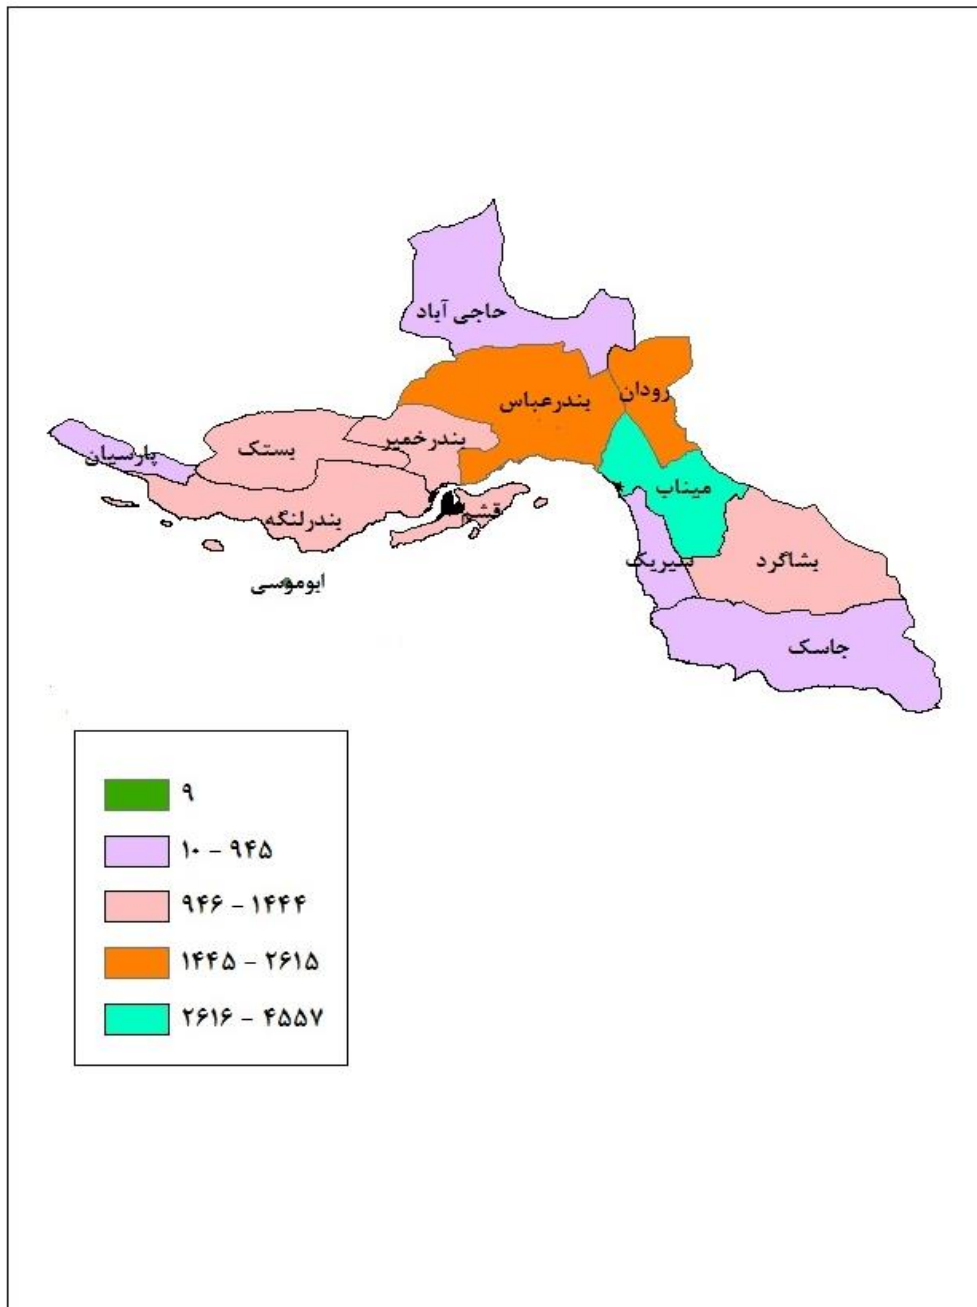 حاجی آباد
رودان
بندرعباس
بندرخمیر
بستک
پارسیان
میناب
قشم
بندرلنگه
سیریک
بشاگرد
ابوموسی
جاسک
۹
۱۰ - ۹۴۵
۹۴۶ - ۱۴۴۴
۱۴۴۵ - ۲۶۱۵
۲۶۱۶ - ۴۵۵۷